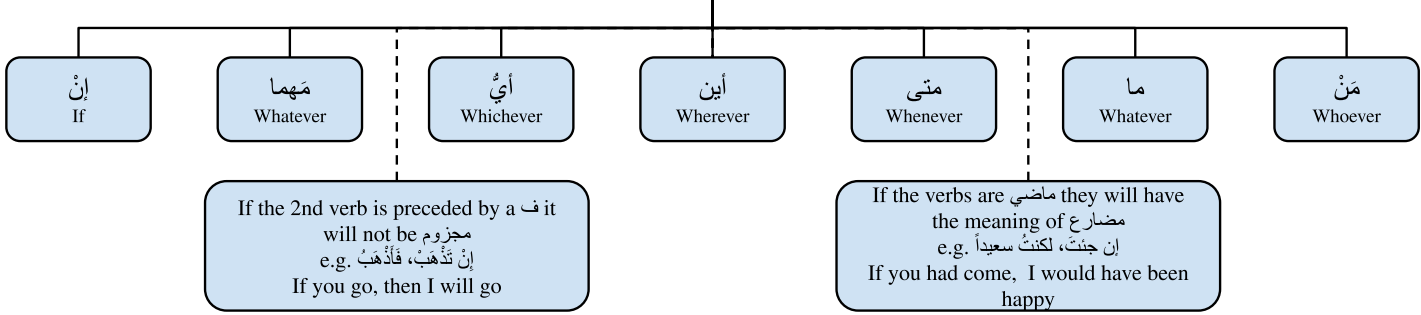 إنْ
If
مَهما
Whatever
أيُّ
Whichever
أين
Wherever
متى
Whenever
ما
Whatever
مَنْ
Whoever
If the 2nd verb is preceded by a ف it
will not be مجزوم
e.g. إِنْ تَذْهَبْ، فَأَذْهَبُ
If you go, then I will go
If the verbs are ماضي they will have
the meaning of مضارع
e.g. إن جئتَ، لكنتُ سعيداً
If you had come,  I would have been
happy